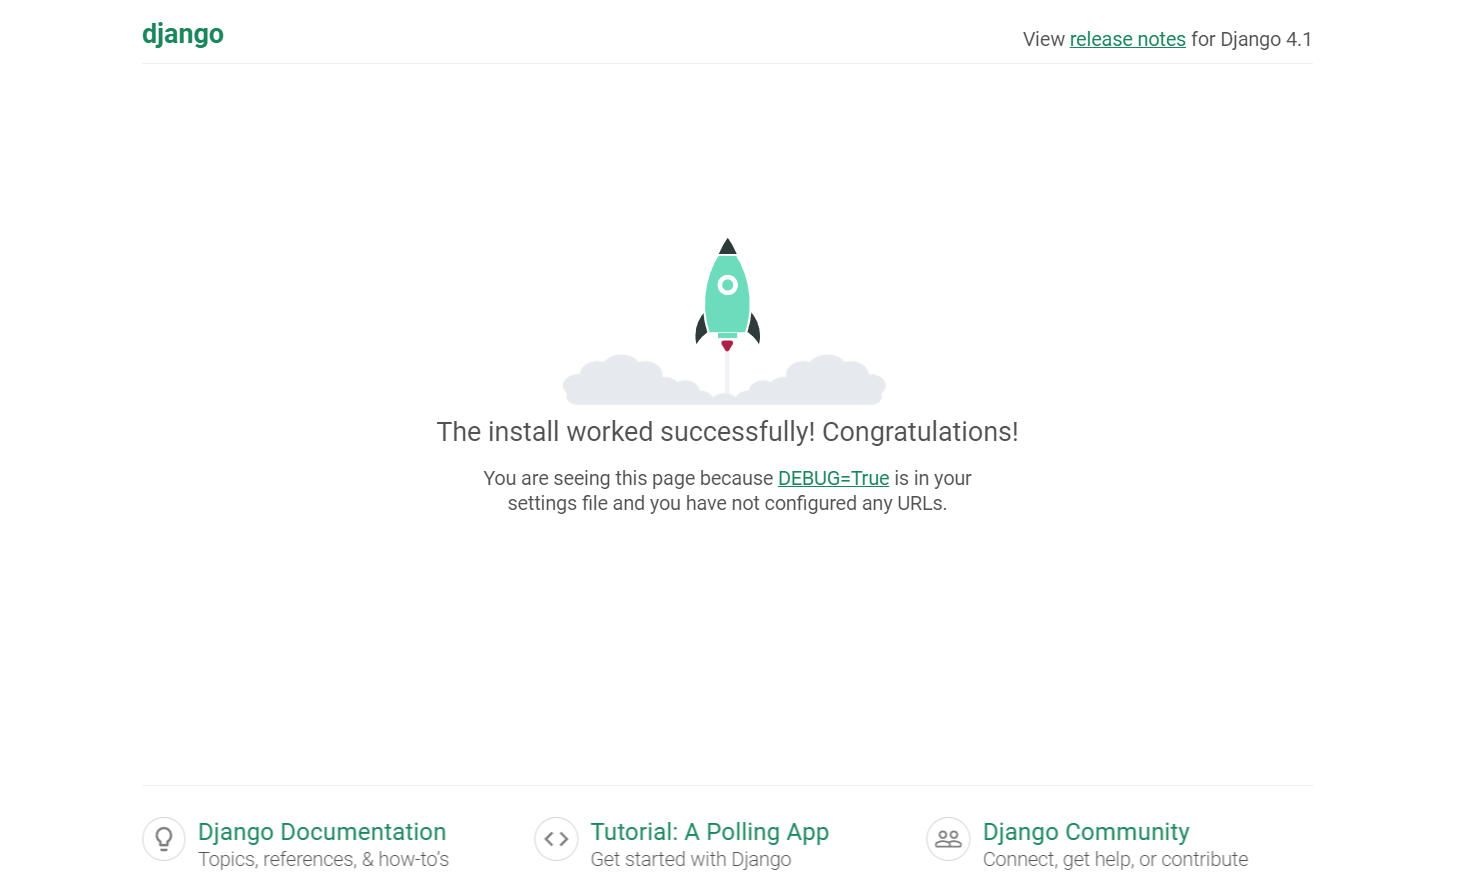 django
View release notes for Django 4.1
The install worked successfully! Congratulations!
You are seeing this page because DEBUG=True is in your
settings file and you have not configured any URLs.
Django Documentation
Topics, references, & how-to’s
Tutorial: A Polling App
Get started with Django
Django Community
Connect, get help, or contribute